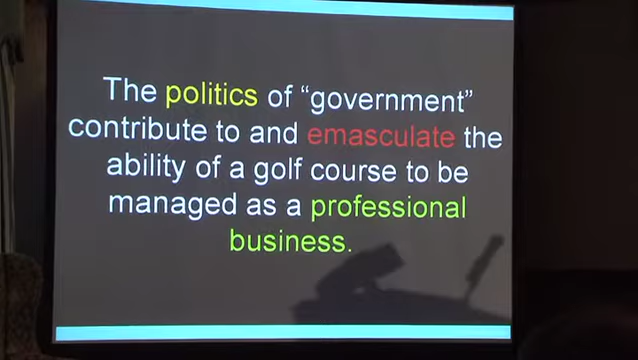 The politics of “government”
contribute to and emasculate the
ability of a golf course to be
managed as a professional
business.